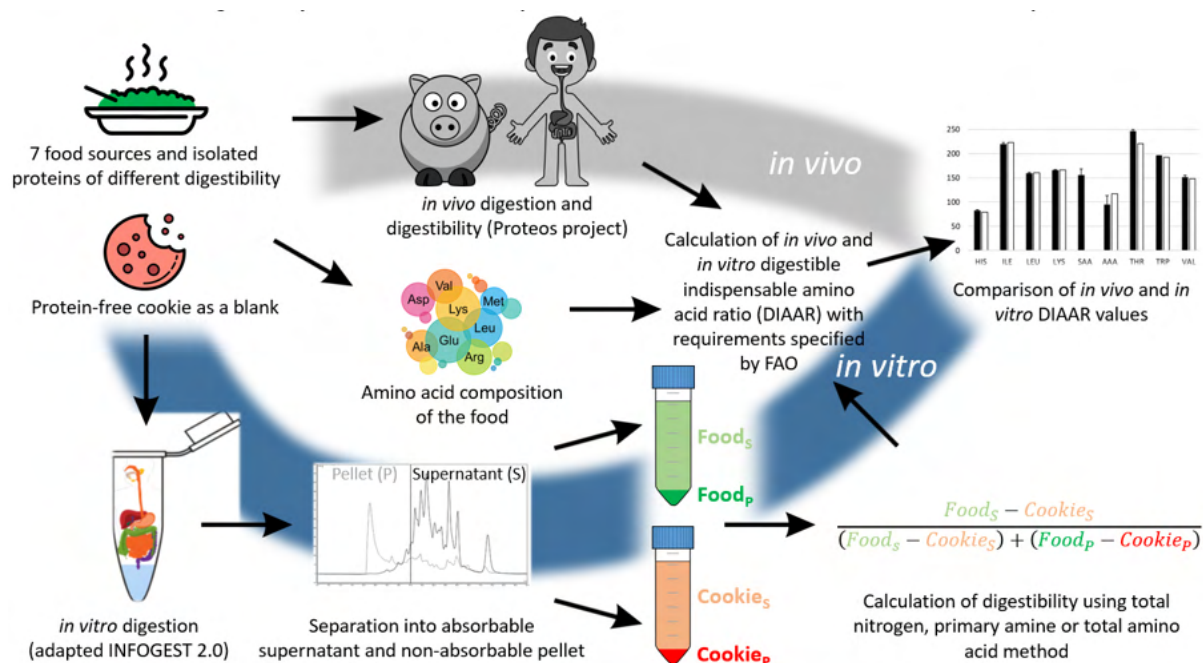 7 food sources and isolated
proteins of different digestibility
Protein-free cookie as a blank
in vivo digestion and
digestibility (Proteos project)
in vivo
Asp
Val
Lys
Met
Leu
Ala
Glu
Arg
Amino acid composition
of the food
Calculation of in vivo and
in vitro digestible
indispensable amino
acid ratio (DIAAR) with
requirements specified
by FAO
250
200
150
100
50
0
HIS ILE LEU LYS SAA AAA THR TRP VAL
Comparison of in vivo and in
vitro DIAAR values
in vitro
in vitro digestion
(adapted INFOGEST 2.0)
Pellet (P) Supernatant (S)
Separation into absorbable
supernatant and non-absorbable pellet
Food_S
Food_P
Cookie_S
Cookie_P
Food_S − Cookie_S
(Food_S − Cookie_S) + (Food_P − Cookie_P)
Calculation of digestibility using total
nitrogen, primary amine or total amino
acid method